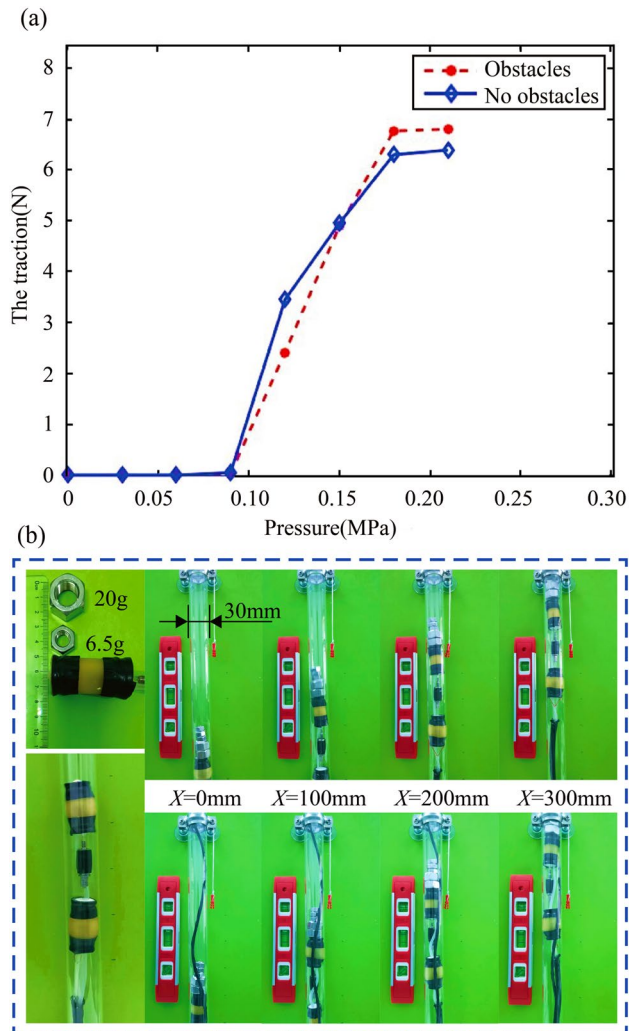 (a)
8
7
6
5
4
3
2
1
0
The traction(N)
Obstacles
No obstacles
0 0.05 0.10 0.15 0.20 0.25 0.30
Pressure(MPa)
(b)
20g
6.5g
30mm
X=0mm X=100mm X=200mm X=300mm